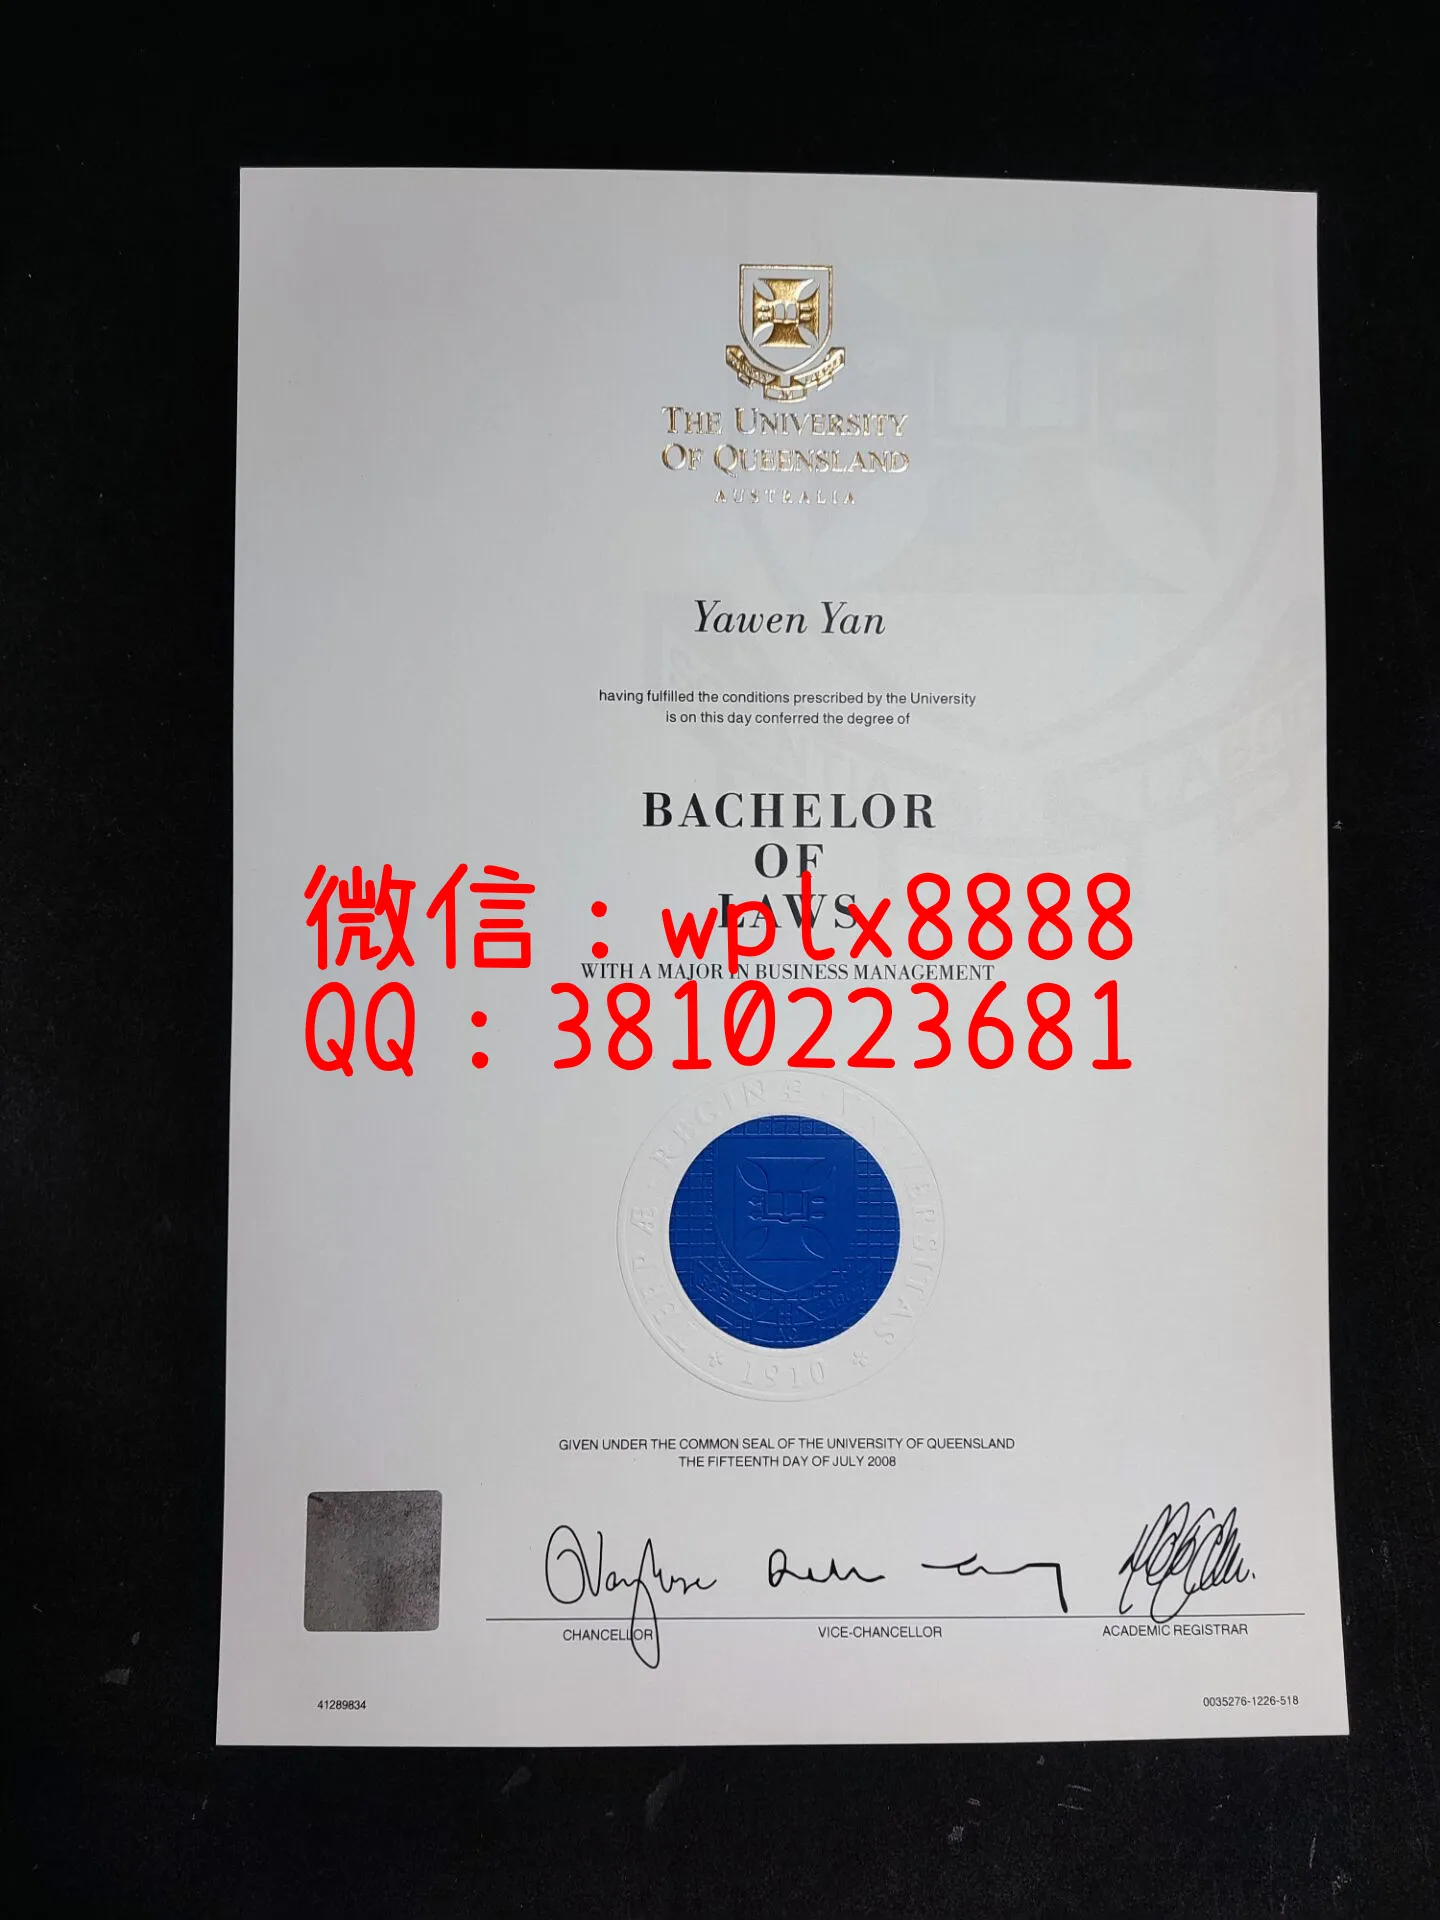 THE UNIVERSITY
OF QUEENSLAND
AUSTRALIA
Yawen Yan
having fulfilled the conditions prescribed by the University
is on this day conferred the degree of
BACHELOR
OF
LAWS
微信：wplx8888
WITH A MAJOR IN BUSINESS MANAGEMENT
QQ：3810223681
1910
GIVEN UNDER THE COMMON SEAL OF THE UNIVERSITY OF QUEENSLAND
THE FIFTEENTH DAY OF JULY 2008
CHANCELLOR
VICE-CHANCELLOR
ACADEMIC REGISTRAR
41289834
0035276-1226-518